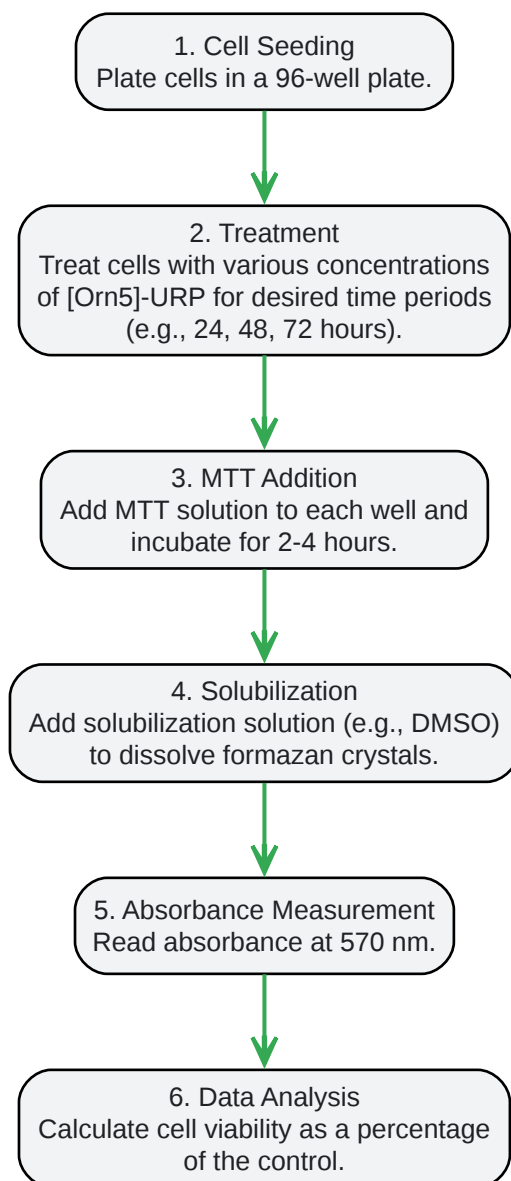 1. Cell Seeding
Plate cells in a 96-well plate.
2. Treatment
Treat cells with various concentrations
of [Orn5]-URP for desired time periods
(e.g., 24, 48, 72 hours).
3. MTT Addition
Add MTT solution to each well and
incubate for 2-4 hours.
4. Solubilization
Add solubilization solution (e.g., DMSO)
to dissolve formazan crystals.
5. Absorbance Measurement
Read absorbance at 570 nm.
6. Data Analysis
Calculate cell viability as a percentage
of the control.